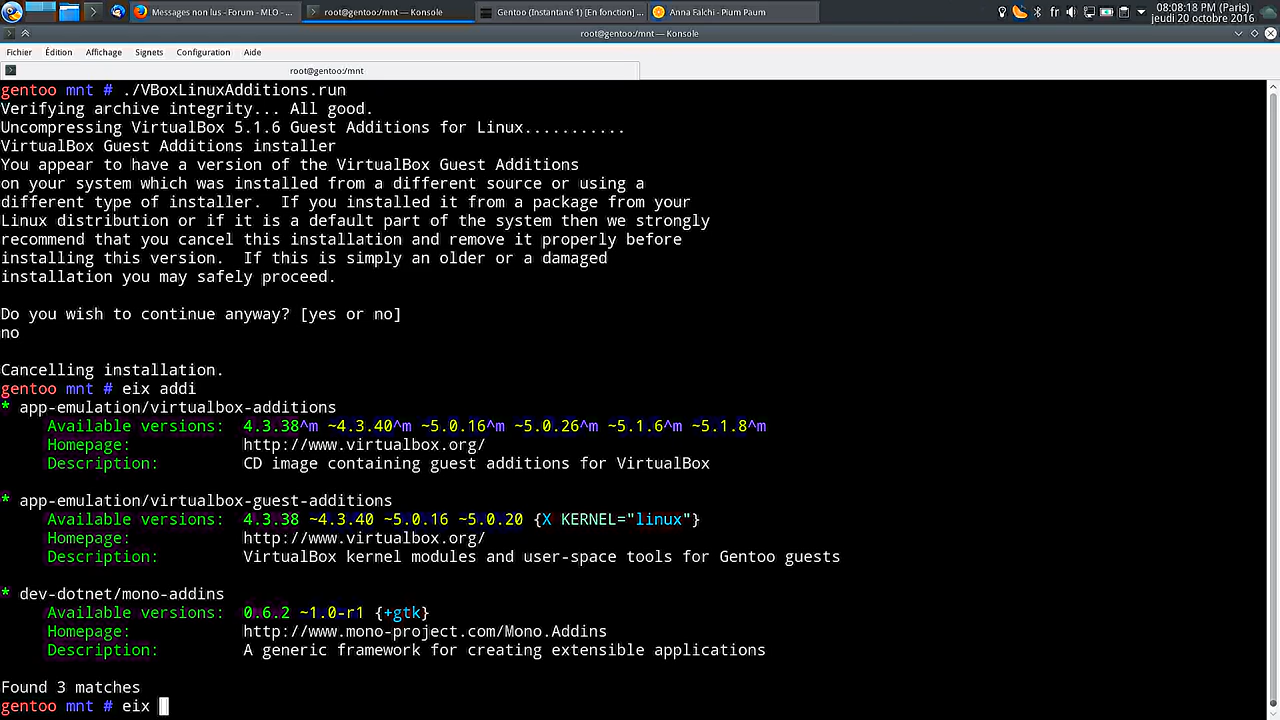 Messages non lus - Forum - MLO - ...
root@gentoo:/mnt — Konsole
Gentoo (Instantané 1) [En fonction] ...
Anna Falchi - Plum Paum
fr
08:08:18 PM (Paris)
jeudi 20 octobre 2016
root@gentoo:/mnt — Konsole
Fichier Édition Affichage Signets Configuration Aide
root@gentoo:/mnt
gentoo mnt # ./VBoxLinuxAdditions.run
Verifying archive integrity... All good.
Uncompressing VirtualBox 5.1.6 Guest Additions for Linux...........
VirtualBox Guest Additions installer
You appear to have a version of the VirtualBox Guest Additions
on your system which was installed from a different source or using a
different type of installer.  If you installed it from a package from your
Linux distribution or if it is a default part of the system then we strongly
recommend that you cancel this installation and remove it properly before
installing this version.  If this is simply an older or a damaged
installation you may safely proceed.
Do you wish to continue anyway? [yes or no]
no
Cancelling installation.
gentoo mnt # eix addi
* app-emulation/virtualbox-additions
Available versions:  4.3.38^m ~4.3.40^m ~5.0.16^m ~5.0.26^m ~5.1.6^m ~5.1.8^m
Homepage:            http://www.virtualbox.org/
Description:         CD image containing guest additions for VirtualBox
* app-emulation/virtualbox-guest-additions
Available versions:  4.3.38 ~4.3.40 ~5.0.16 ~5.0.20 {X KERNEL="linux"}
Homepage:            http://www.virtualbox.org/
Description:         VirtualBox kernel modules and user-space tools for Gentoo guests
* dev-dotnet/mono-addins
Available versions:  0.6.2 ~1.0-r1 {+gtk}
Homepage:            http://www.mono-project.com/Mono.Addins
Description:         A generic framework for creating extensible applications
Found 3 matches
gentoo mnt # eix